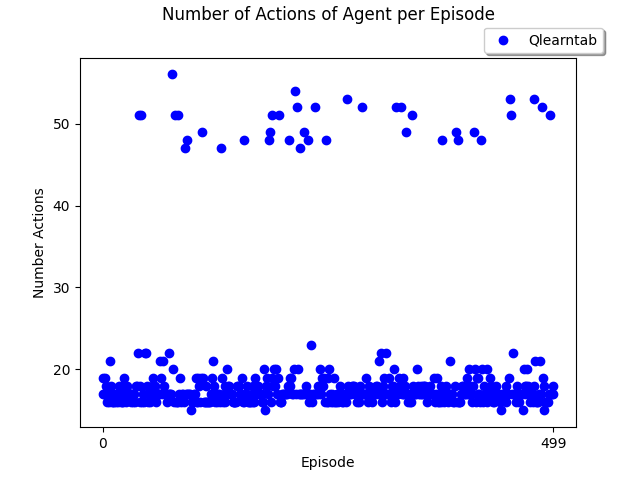 Number of Actions of Agent per Episode
Qlearntab
50
40
30
20
Number Actions
0
499
Episode